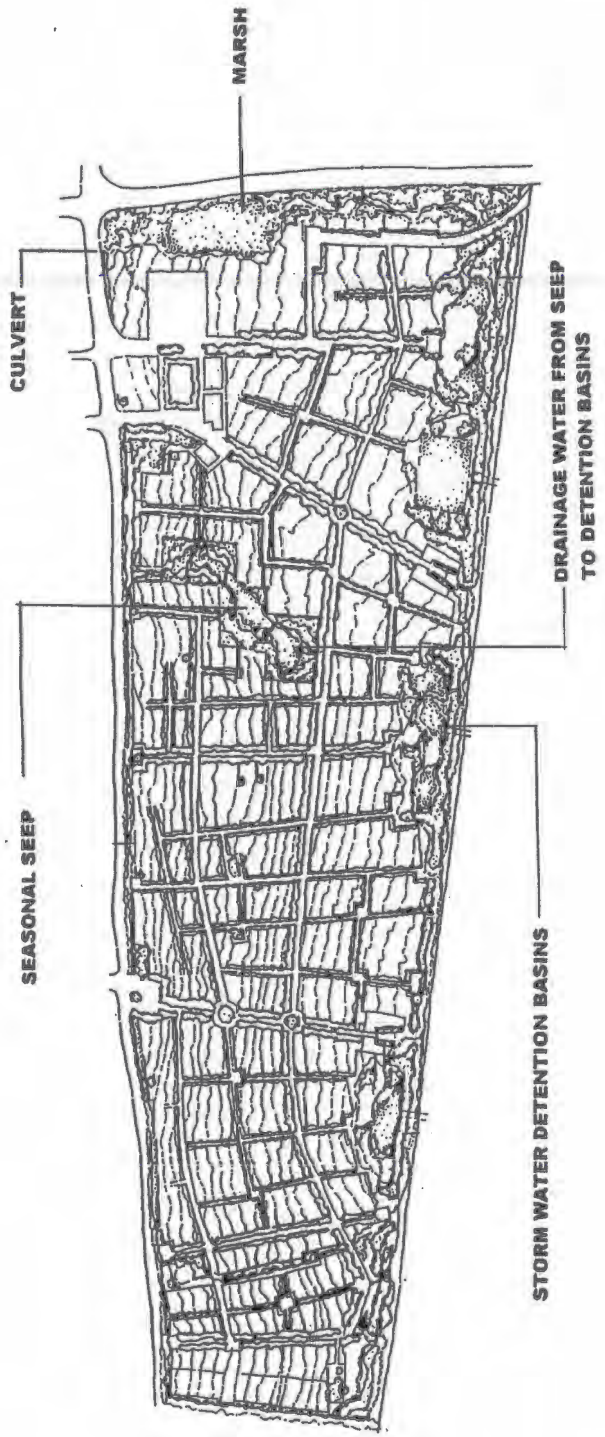 MARSH
CULVERT
SEASONAL SEEP
DRAINAGE WATER FROM SEEP
TO DETENTION BASINS
STORM WATER DETENTION BASINS